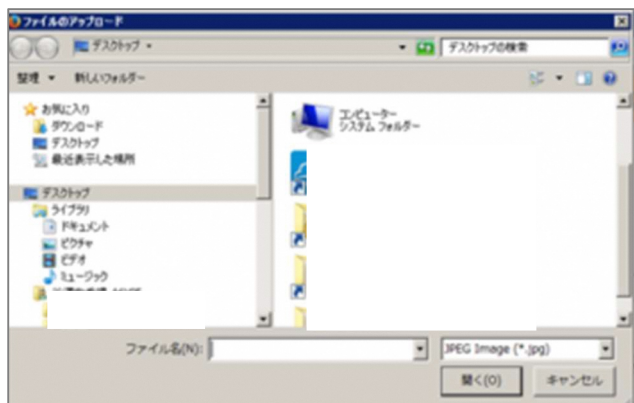 ファイルのアップロード
デスクトップ
デスクトップの検索
整理 新しいフォルダー
お気に入り
ダウンロード
デスクトップ
最近表示した場所
デスクトップ
ライブラリ
ドキュメント
ピクチャ
ビデオ
ミュージック
コンピューター
システム フォルダー
ファイル名(N):
JPEG Image (*.jpg)
開く(O) キャンセル